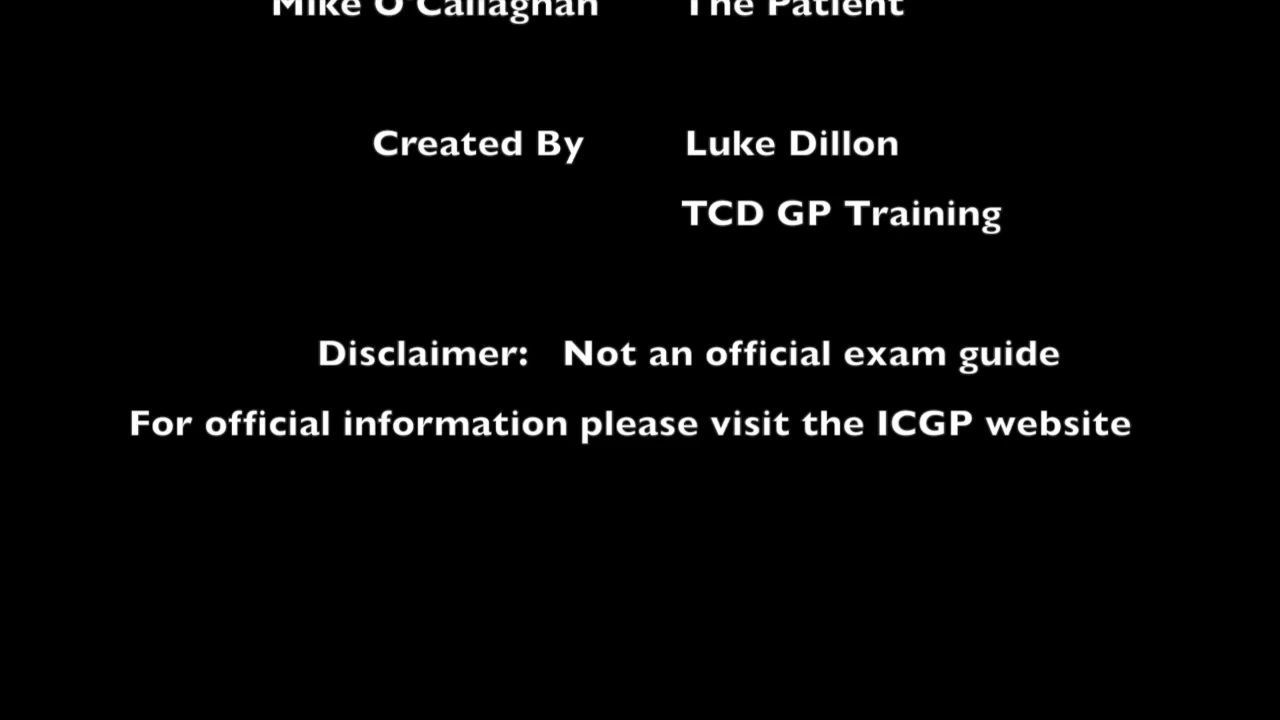 Mike O'Callaghan The Patient
Created By Luke Dillon
TCD GP Training
Disclaimer: Not an official exam guide
For official information please visit the ICGP website